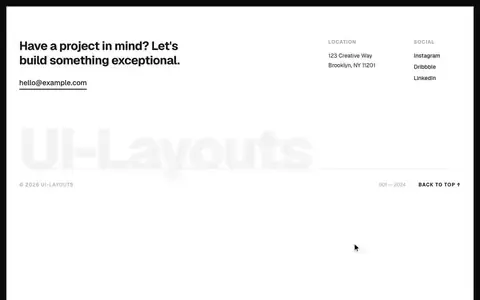 Have a project in mind? Let's
build something exceptional.
hello@example.com
LOCATION
123 Creative Way
Brooklyn, NY 11201
SOCIAL
Instagram
Dribbble
LinkedIn
UI-Layouts
© 2026 UI-LAYOUTS
BACK TO TOP ↑